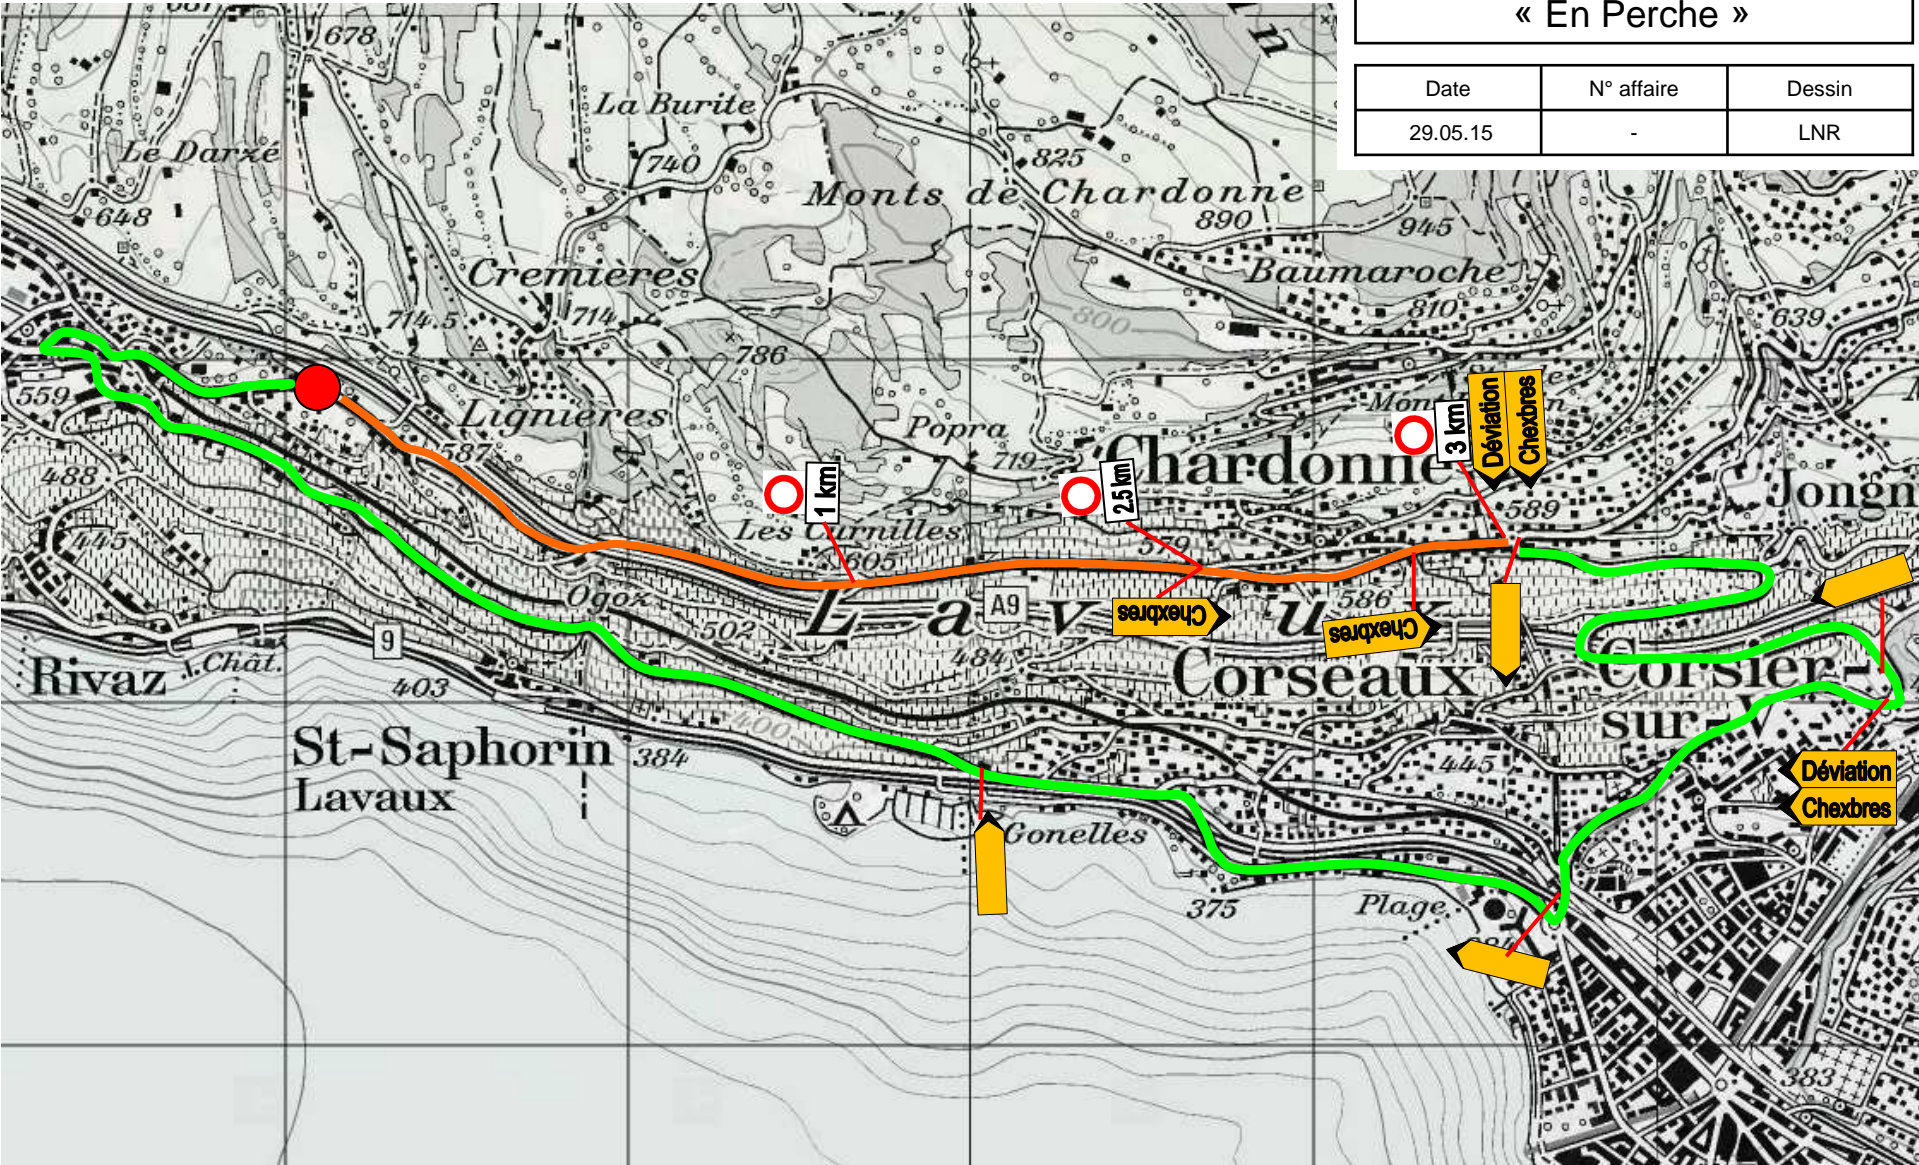 « En Perche »
Date N° affaire Dessin
29.05.15 - LNR
678
La Burite
Le Darzé
740
825
Monts de Chardonne
648
890
945
Cremières
Baumaroche
714.5
714
810
639
800
786
559
Lignières
Popra
587
719
Chardonne
488
1 km
2.5 km
3 km
Déviation
Chexbres
589
Jongn
Les Curnilles
445
605
579
Ogoz
A9
586
Lavaux
Chexbres
Chexbres
502
484
9
Rivaz
Chât.
403
Corseaux
Corsier-
sur-V
400
St-Saphorin
Lavaux
384
445
Déviation
Chexbres
Gonelles
375
Plage
383